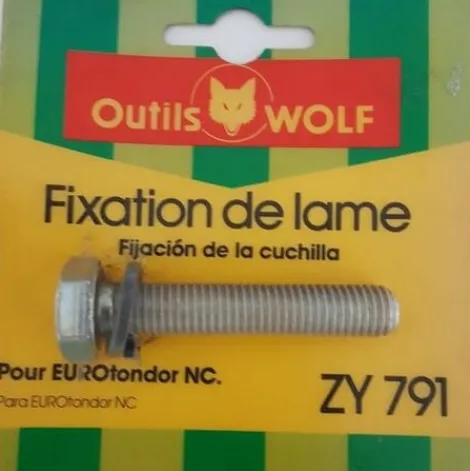 Outils WOLF
Fixation de lame
Fijación de la cuchilla
Pour EUROtondor NC.
Para EUROtondor NC
ZY 791